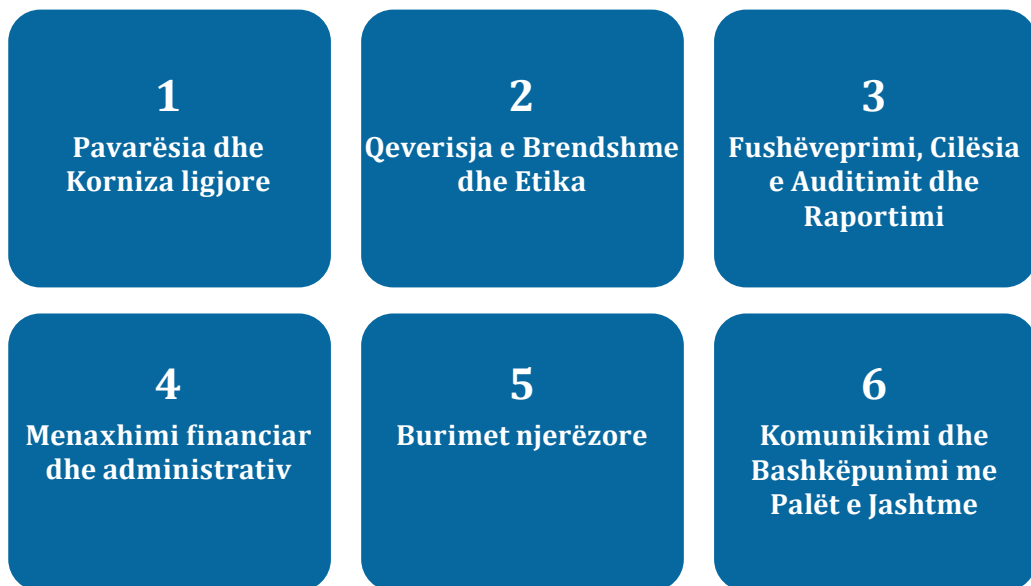 1
Pavarësia dhe
Korniza ligjore
2
Qeverisja e Brendshme
dhe Etika
3
Fushëveprimi, Cilësia
e Auditimit dhe
Raportimi
4
Menaxhimi financiar
dhe administrativ
5
Burimet njerëzore
6
Komunikimi dhe
Bashkëpunimi me
Palët e Jashtme